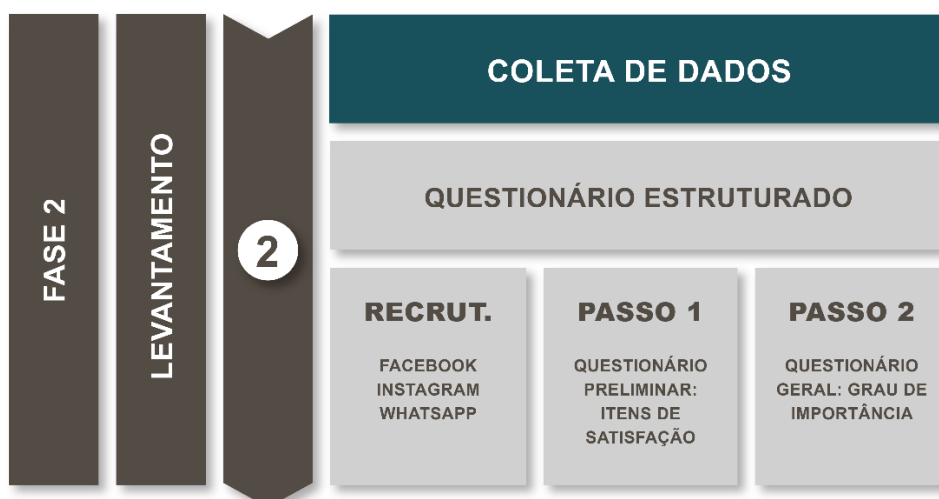 FASE 2
LEVANTAMENTO
2
COLETA DE DADOS
QUESTIONÁRIO ESTRUTURADO
RECRUT.
FACEBOOK
INSTAGRAM
WHATSAPP
PASSO 1
QUESTIONÁRIO
PRELIMINAR:
ITENS DE
SATISFAÇÃO
PASSO 2
QUESTIONÁRIO
GERAL: GRAU DE
IMPORTÂNCIA